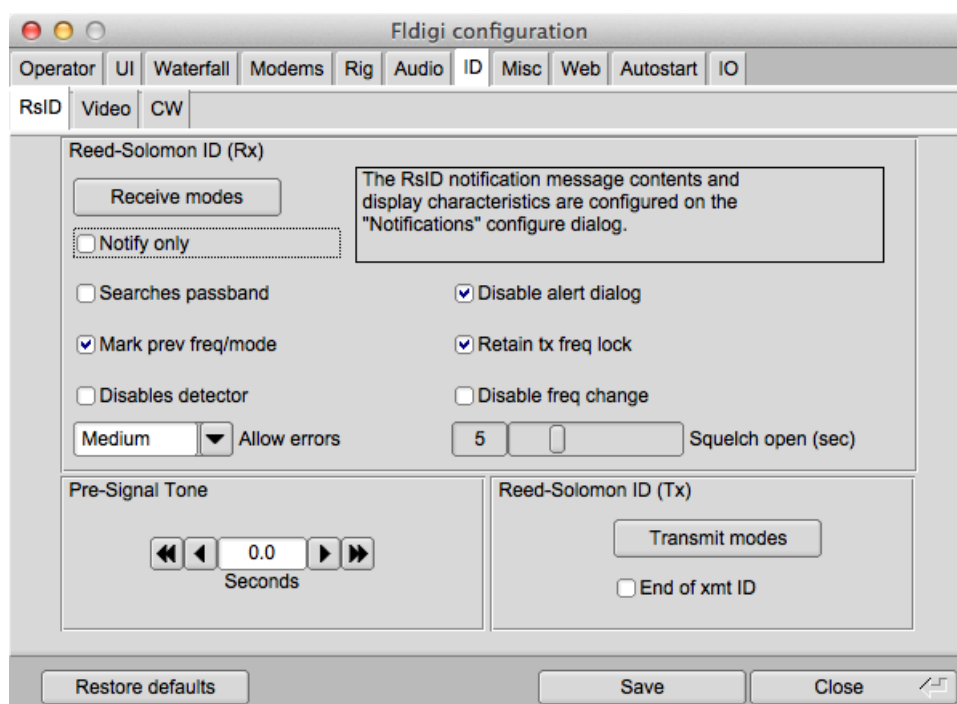 Fldigi configuration
Operator UI Waterfall Modems Rig Audio ID Misc Web Autostart IO
RsID Video CW
Reed-Solomon ID (Rx)
Receive modes
The RsID notification message contents and
display characteristics are configured on the
"Notifications" configure dialog.
Notify only
Searches passband
Disable alert dialog
Mark prev freq/mode
Retain tx freq lock
Disables detector
Disable freq change
Medium Allow errors
5 Squelch open (sec)
Pre-Signal Tone
0.0
Seconds
Reed-Solomon ID (Tx)
Transmit modes
End of xmt ID
Restore defaults
Save
Close